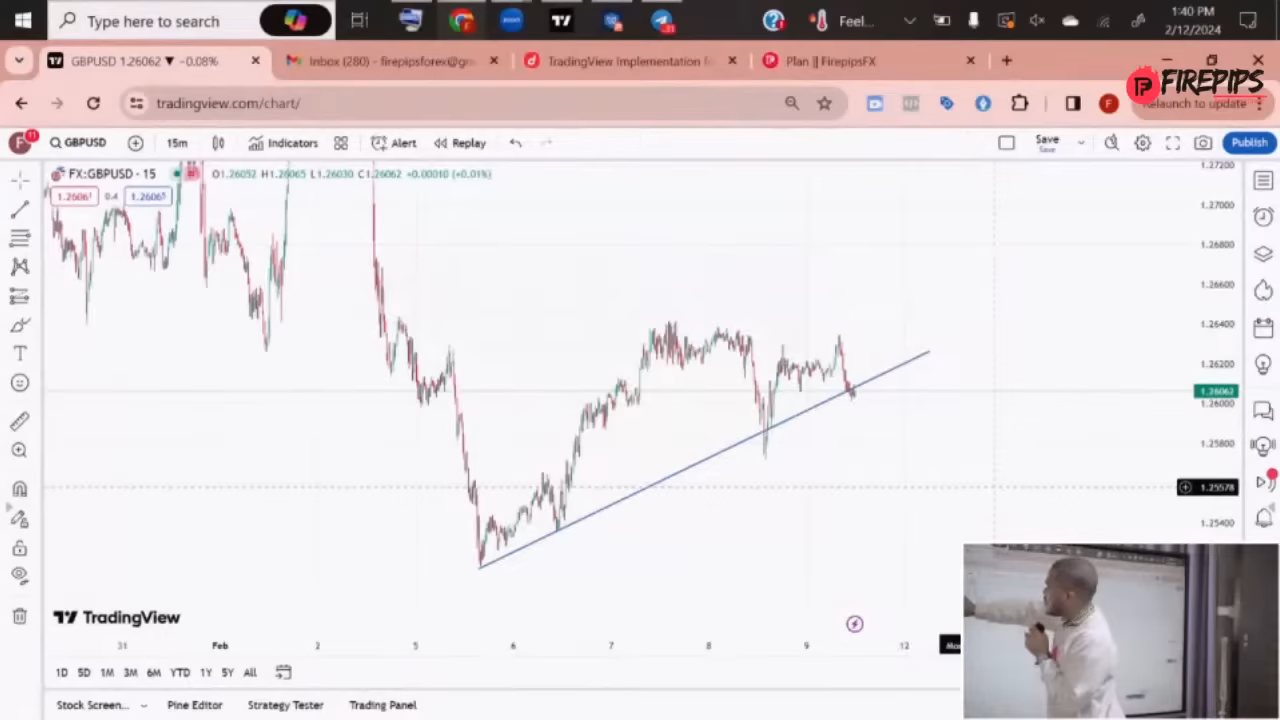 Type here to search
Feel...
1:40 PM
2/12/2024
GBPUSD 1.26062 ▼ -0.08%
Inbox (280) - firepipsforex@gm
TradingView Implementation f
Plan || FirepipsFX
FIREPIPS
tradingview.com/chart/
F
Relaunch to update
F
11
GBPUSD
15m
Indicators
Alert
Replay
Save
Save
Publish
FX:GBPUSD · 15
O1.26052 H1.26065 L1.26030 C1.26062 +0.00010 (+0.01%)
1.26061
0.4
1.26065
1.27200
1.27000
1.26800
1.26600
1.26400
1.26200
1.26062
1.26000
1.25800
1.25578
1.25400
TradingView
31
Feb
2
5
6
7
8
9
12
1D
5D
1M
3M
6M
YTD
1Y
5Y
All
Stock Screen...
Pine Editor
Strategy Tester
Trading Panel